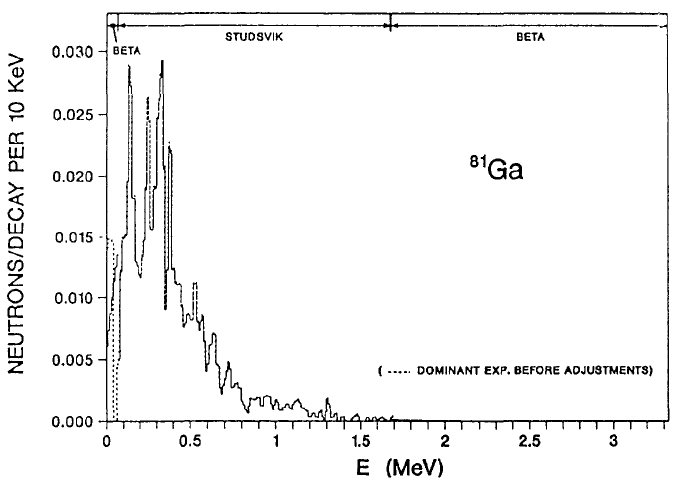 STUDSVIK
BETA
BETA
NEUTRONS/DECAY PER 10 KeV
0.030
0.025
0.020
0.015
0.010
0.005
0.000
⁸¹Ga
( ---- DOMINANT EXP. BEFORE ADJUSTMENTS)
0 0.5 1 1.5 2 2.5 3
E (MeV)